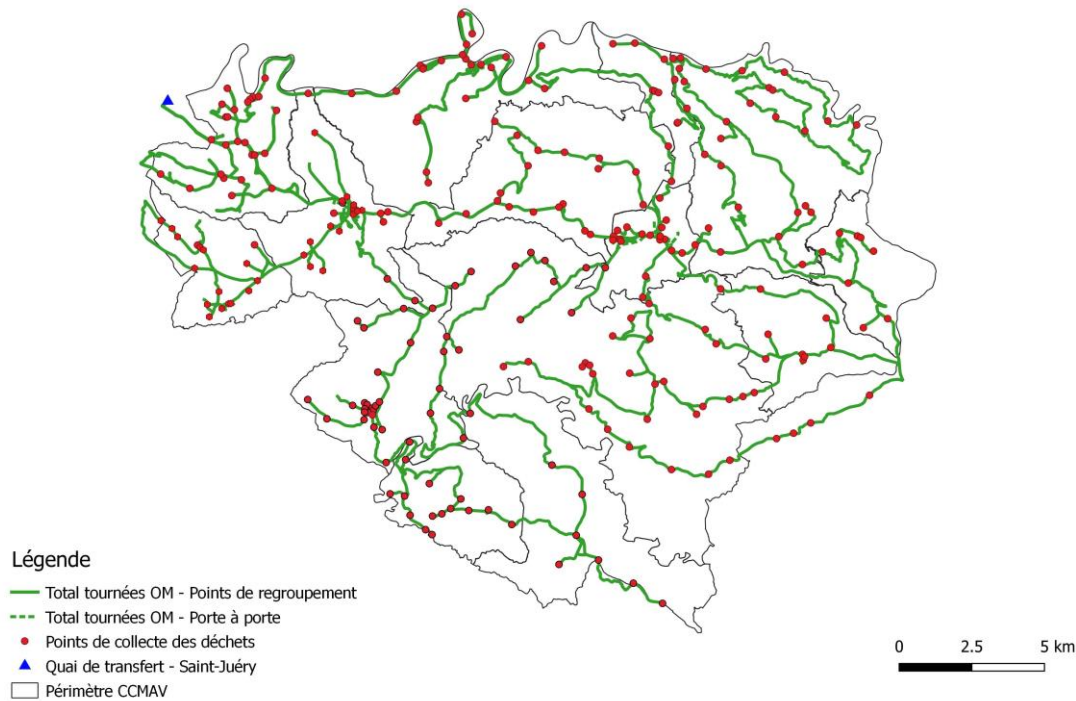 Légende
Total tournées OM - Points de regroupement
Total tournées OM - Porte à porte
Points de collecte des déchets
Quai de transfert - Saint-Juéry
Périmètre CCMAV
0 2.5 5 km